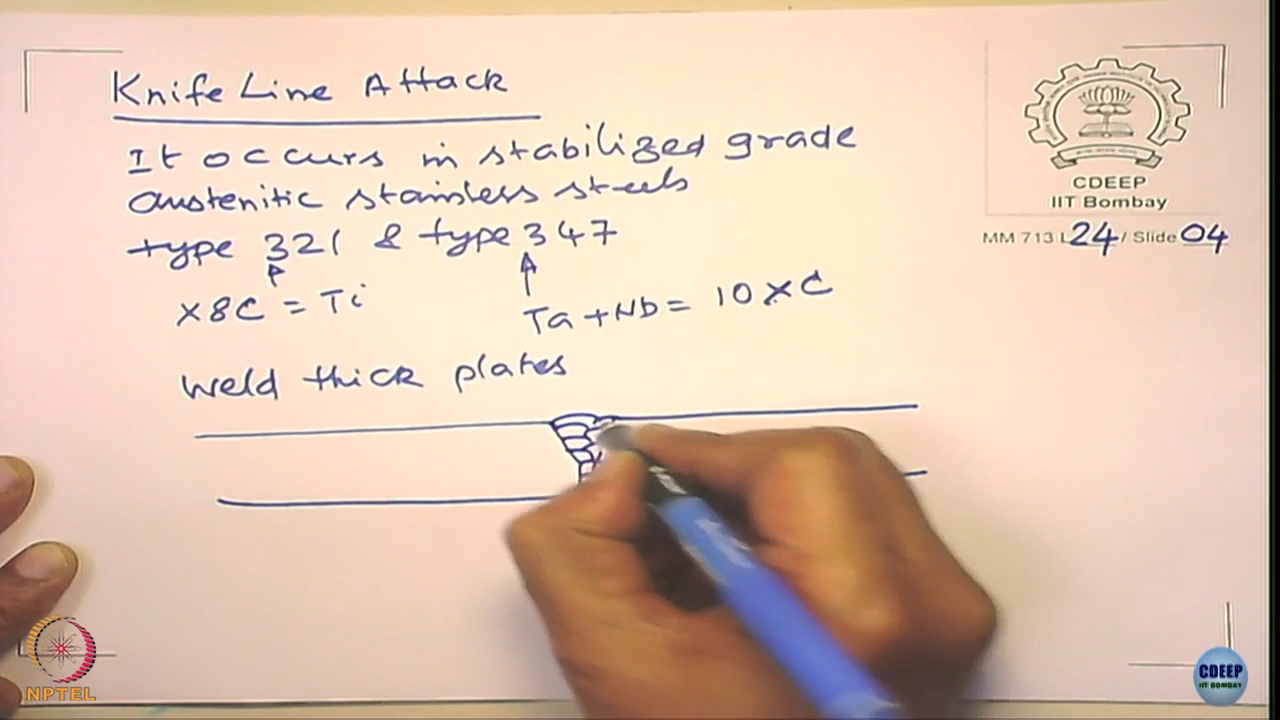 Knife Line Attack
It occurs in stabilized grade
austenitic stainless steels
type 321 & type 347
x8C = Ti
Ta + Nb = 10 x C
Weld thick plates
CDEEP
IIT Bombay
MM 713 L24 / Slide 04
NPTEL
CDEEP
IIT BOMBAY